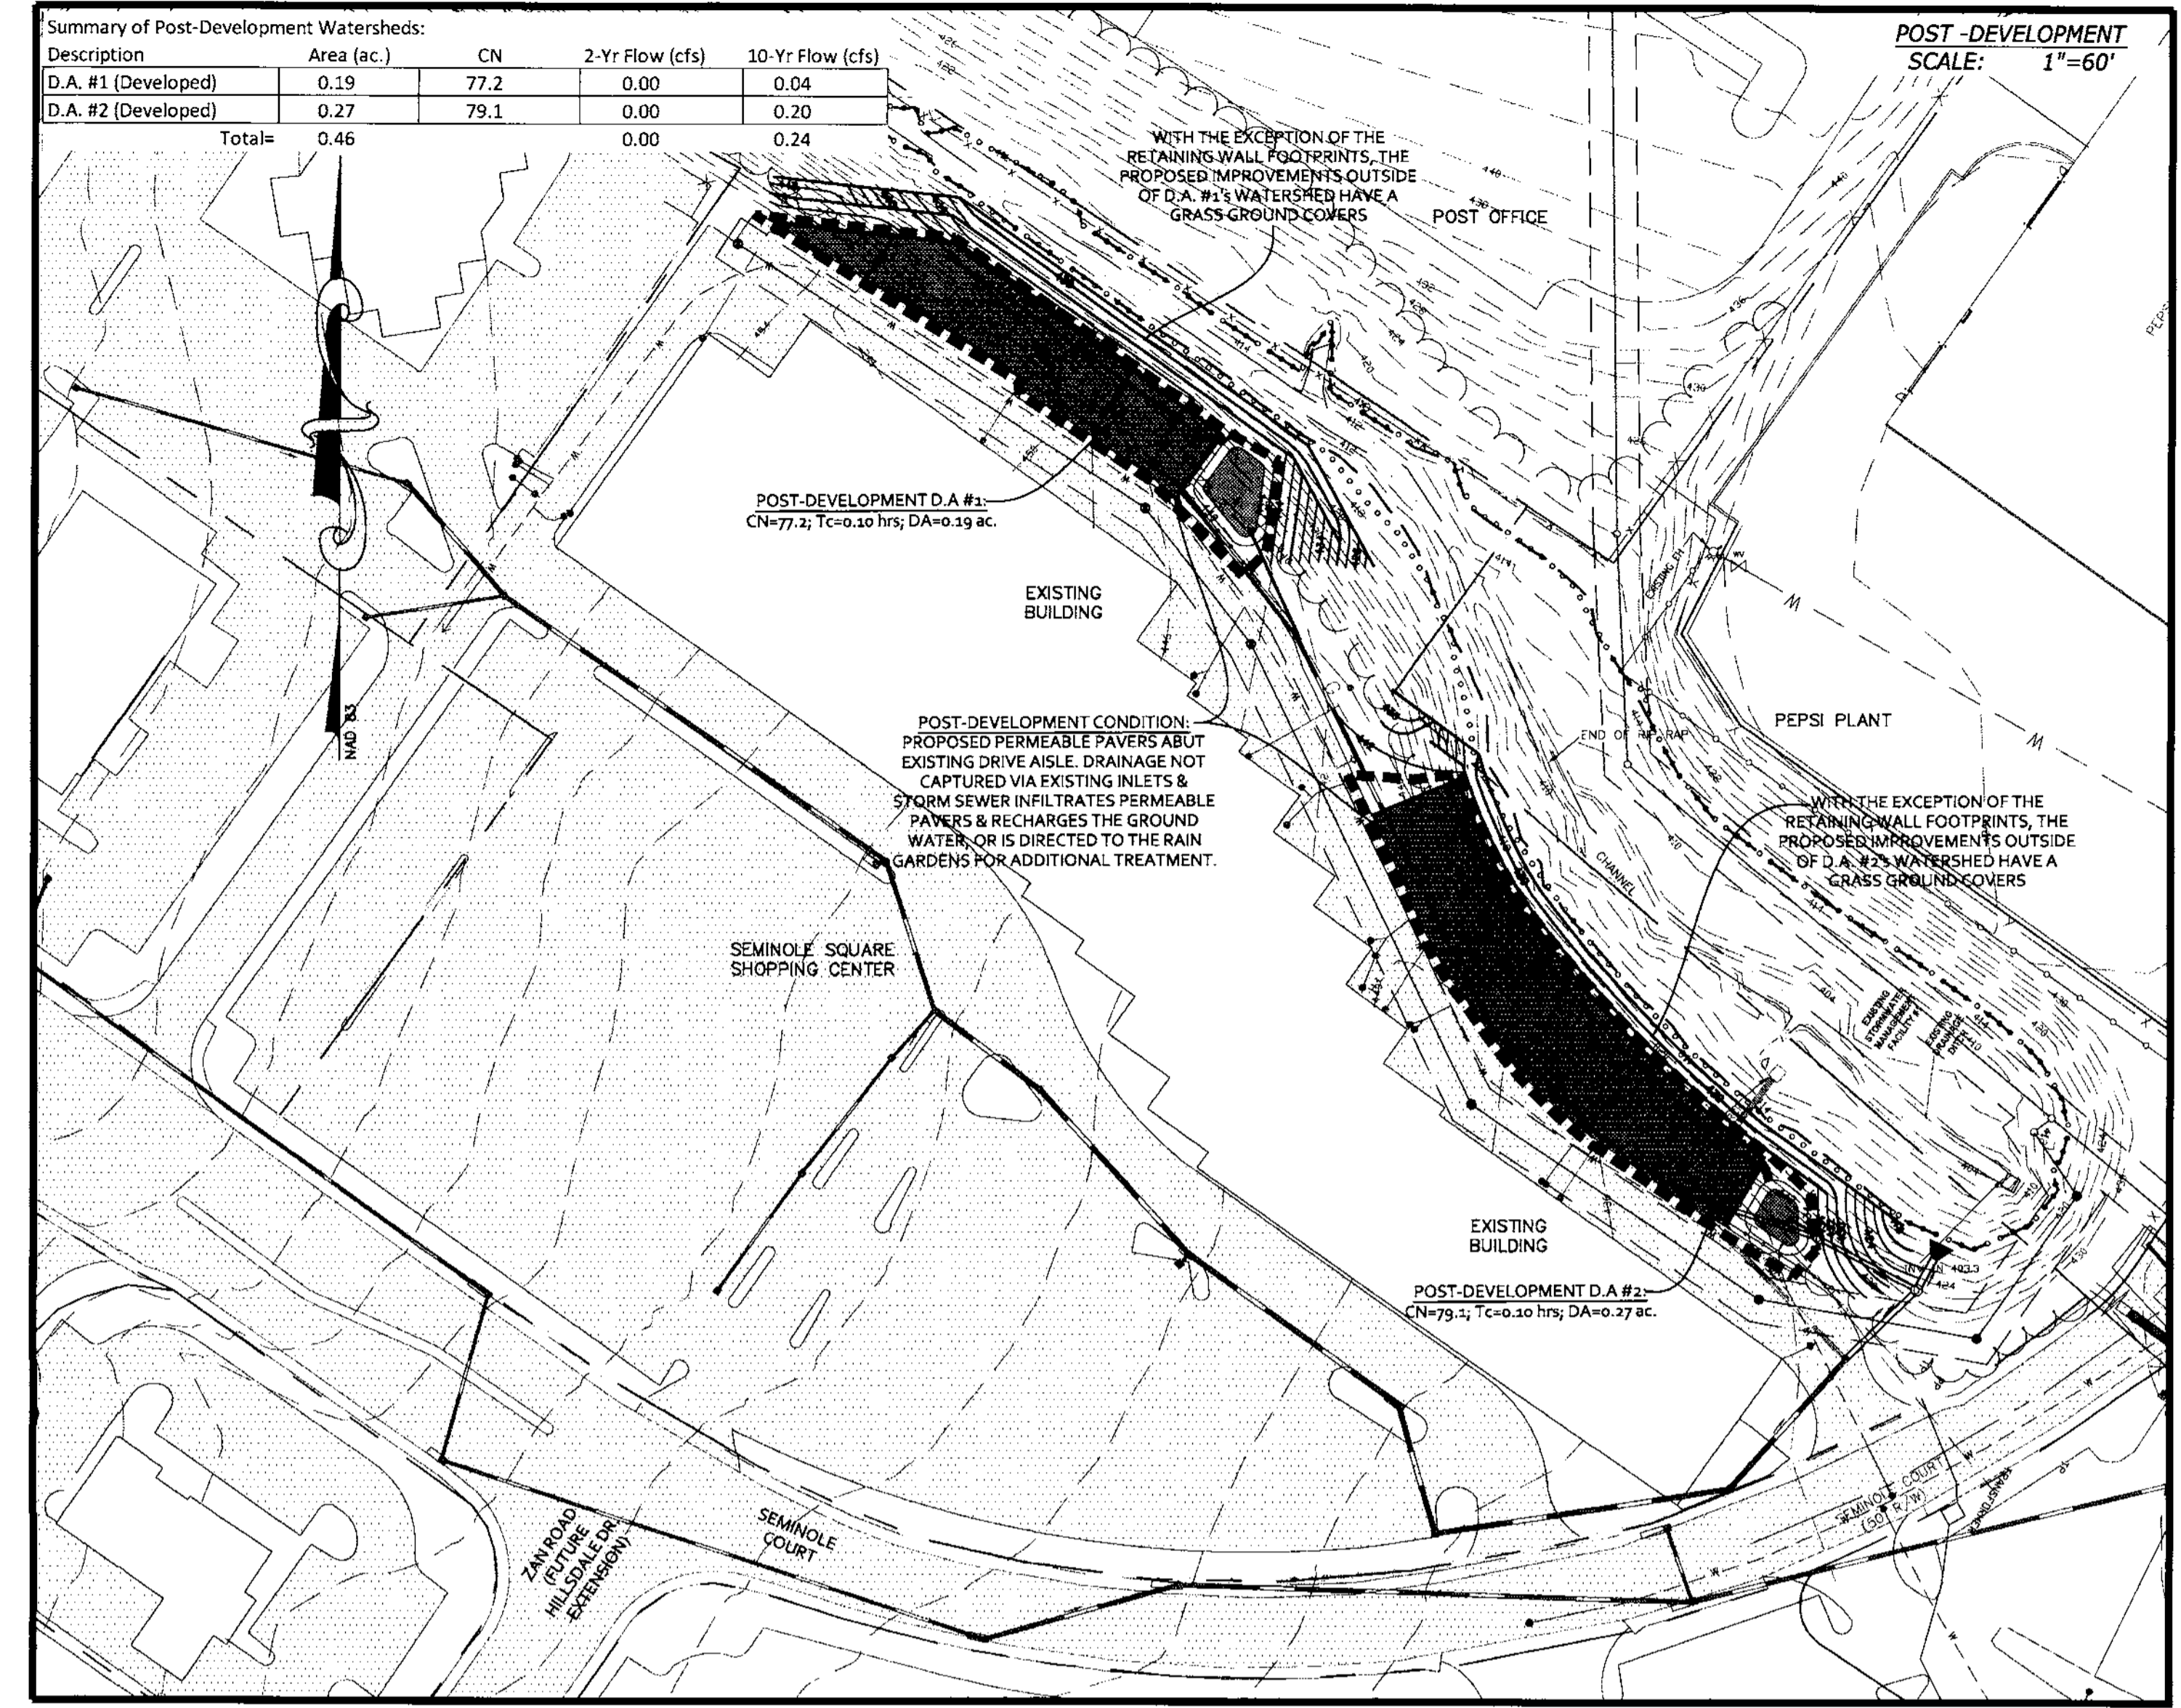 Summary of Post-Development Watersheds:
Description Area (ac.) CN 2-Yr Flow (cfs) 10-Yr Flow (cfs)
D.A. #1 (Developed) 0.19 77.2 0.00 0.04
D.A. #2 (Developed) 0.27 79.1 0.00 0.20
Total= 0.46 0.00 0.24
POST -DEVELOPMENT
SCALE: 1"=60'
WITH THE EXCEPTION OF THE
RETAINING WALL FOOTPRINTS, THE
PROPOSED IMPROVEMENTS OUTSIDE
OF D.A. #1's WATERSHED HAVE A
GRASS GROUND COVERS
POST OFFICE
POST-DEVELOPMENT D.A #1:
CN=77.2; Tc=0.10 hrs; DA=0.19 ac.
EXISTING
BUILDING
NAD 83
POST-DEVELOPMENT CONDITION:
PROPOSED PERMEABLE PAVERS ABUT
EXISTING DRIVE AISLE. DRAINAGE NOT
CAPTURED VIA EXISTING INLETS &
STORM SEWER INFILTRATES PERMEABLE
PAVERS & RECHARGES THE GROUND
WATER, OR IS DIRECTED TO THE RAIN
GARDENS FOR ADDITIONAL TREATMENT.
END OF RIP RAP
PEPSI PLANT
WITH THE EXCEPTION OF THE
RETAINING WALL FOOTPRINTS, THE
PROPOSED IMPROVEMENTS OUTSIDE
OF D.A. #2's WATERSHED HAVE A
GRASS GROUND COVERS
CHANNEL
SEMINOLE SQUARE
SHOPPING CENTER
EXISTING
STORMWATER
MANAGEMENT
EXISTING
DRAINAGE
DITCH
EXISTING
BUILDING
POST-DEVELOPMENT D.A #2:
CN=79.1; Tc=0.10 hrs; DA=0.27 ac.
ZAN ROAD
(FUTURE
HILLSDALE DR.
EXTENSION)
SEMINOLE
COURT
SEMINOLE COURT
(50' R/W)
TRANSFORMER